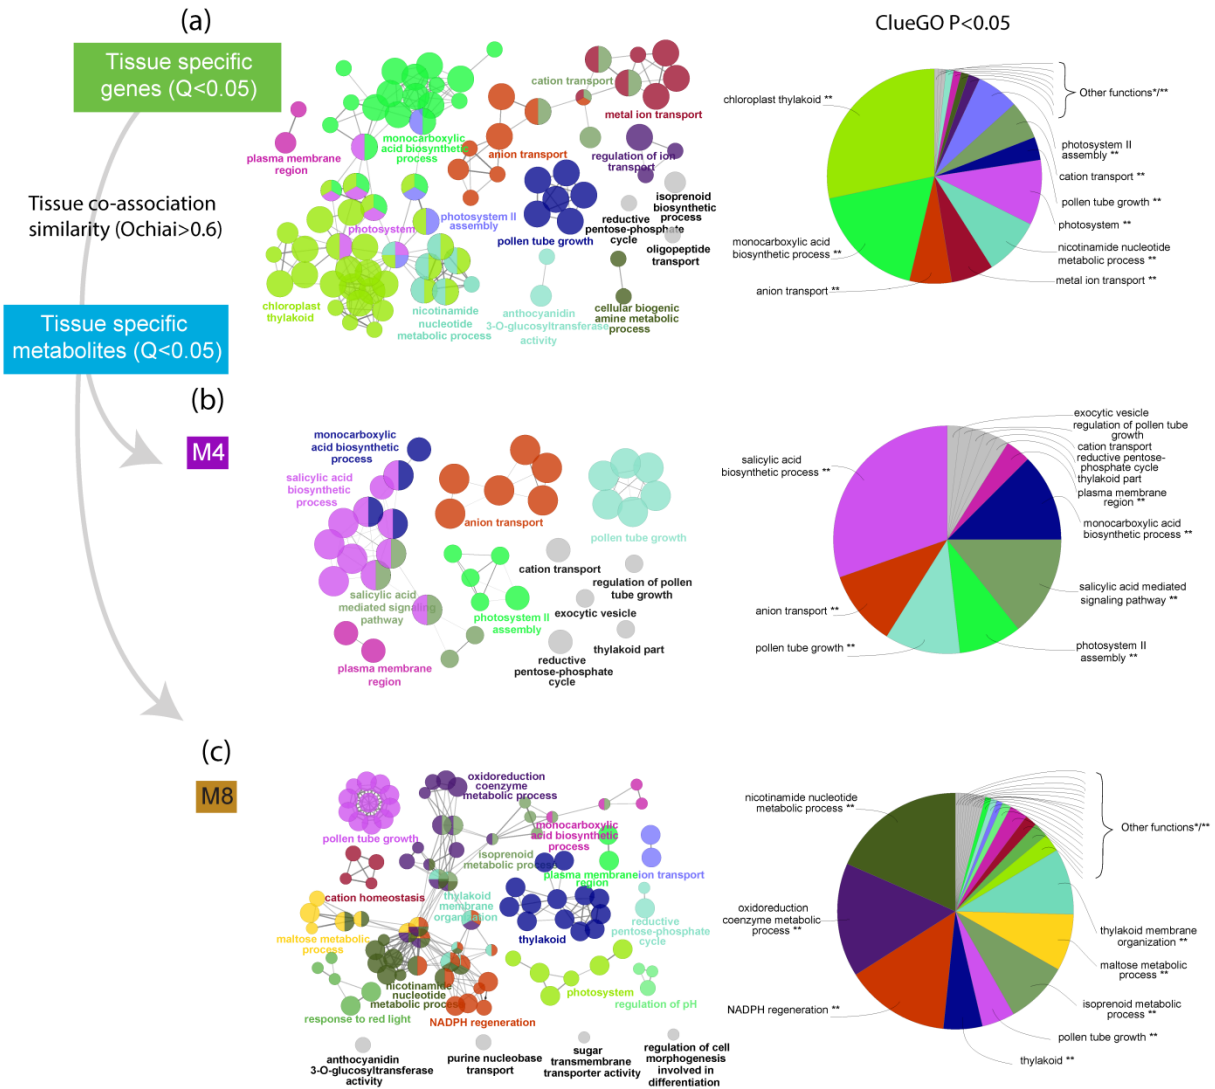 (a)
ClueGO P<0.05
Tissue specific
genes (Q<0.05)
Tissue co-association
similarity (Ochiai>0.6)
Tissue specific
metabolites (Q<0.05)
cation transport
metal ion transport
monocarboxylic
acid biosynthetic
process
plasma membrane
region
anion transport
regulation of ion
transport
isoprenoid
biosynthetic
process
photosystem II
assembly
photosystem
reductive
pentose-phosphate
cycle
pollen tube growth
oligopeptide
transport
chloroplast
thylakoid
nicotinamide
nucleotide
metabolic process
anthocyanidin
3-O-glucosyltransferase
activity
cellular biogenic
amine metabolic
process
chloroplast thylakoid **
Other functions*/**
photosystem II
assembly **
cation transport **
pollen tube growth **
photosystem **
nicotinamide nucleotide
metabolic process **
metal ion transport **
monocarboxylic acid
biosynthetic process **
anion transport **
(b)
M4
monocarboxylic
acid biosynthetic
process
salicylic acid
biosynthetic
process
anion transport
pollen tube growth
cation transport
regulation of pollen
tube growth
salicylic acid
mediated signaling
pathway
photosystem II
assembly
exocytic vesicle
thylakoid part
plasma membrane
region
reductive
pentose-phosphate
cycle
exocytic vesicle
regulation of pollen tube
growth
cation transport
reductive pentose-
phosphate cycle
thylakoid part
plasma membrane
region **
monocarboxylic acid
biosynthetic process **
salicylic acid
biosynthetic process **
salicylic acid mediated
signaling pathway **
anion transport **
pollen tube growth **
photosystem II
assembly **
(c)
M8
oxidoreduction
coenzyme
metabolic process
pollen tube growth
monocarboxylic
acid biosynthetic
process
isoprenoid
metabolic process
plasma membrane
region
ion transport
cation homeostasis
thylakoid
membrane
organization
thylakoid
reductive
pentose-phosphate
cycle
maltose metabolic
process
nicotinamide
nucleotide
metabolic process
photosystem
regulation of pH
response to red light
NADPH regeneration
anthocyanidin
3-O-glucosyltransferase
activity
purine nucleobase
transport
sugar
transmembrane
transporter activity
regulation of cell
morphogenesis
involved in
differentiation
nicotinamide nucleotide
metabolic process **
Other functions*/**
oxidoreduction
coenzyme metabolic
process **
thylakoid membrane
organization **
maltose metabolic
process **
isoprenoid metabolic
process **
NADPH regeneration **
pollen tube growth **
thylakoid **